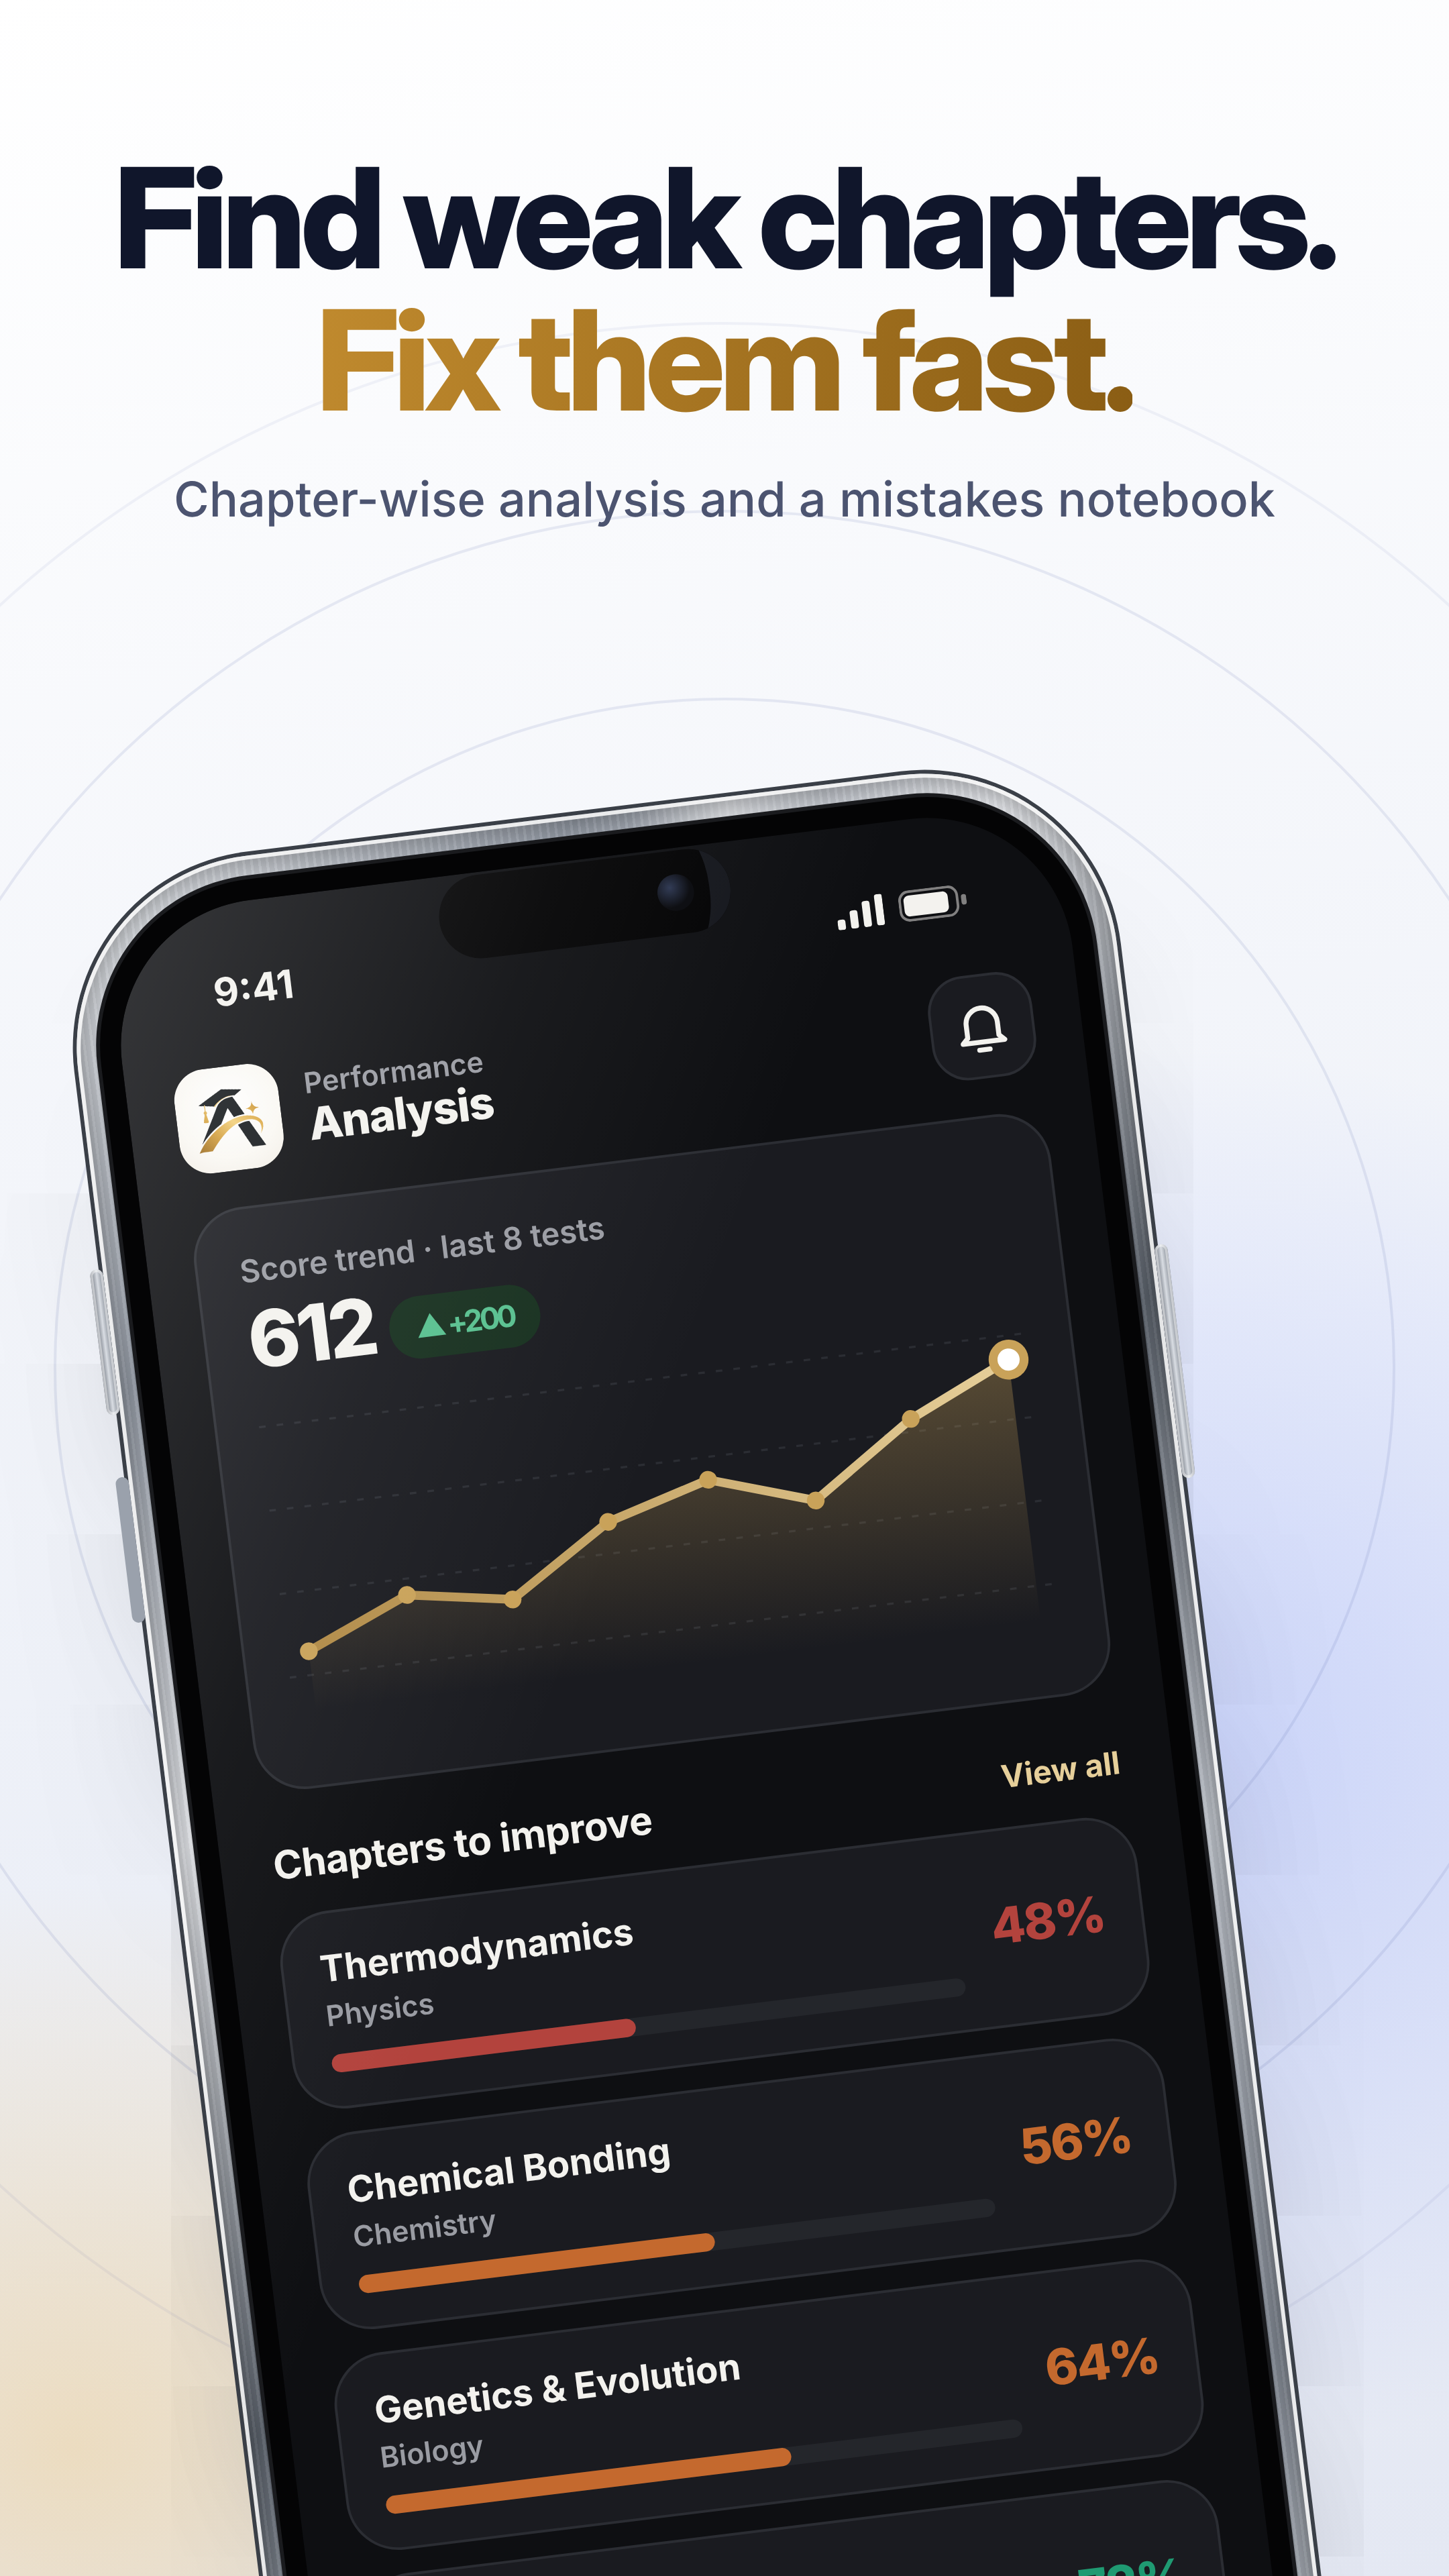 Find weak chapters.
Fix them fast.
Chapter-wise analysis and a mistakes notebook
9:41
Performance
Analysis
Score trend · last 8 tests
612 ▲+200
Chapters to improve
View all
Thermodynamics
48%
Physics
Chemical Bonding
56%
Chemistry
Genetics & Evolution
64%
Biology